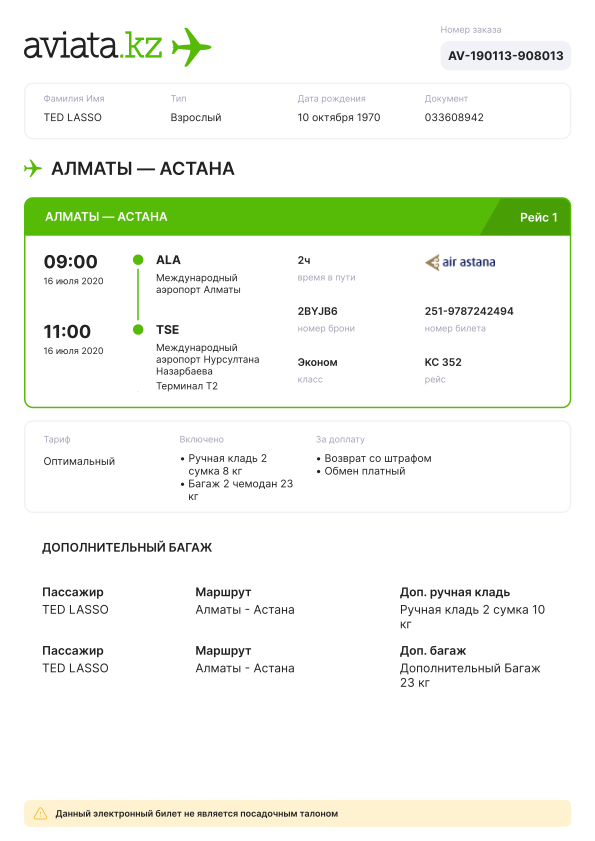 aviata.kz
Номер заказа
AV-190113-908013
Фамилия Имя
Тип
Дата рождения
Документ
TED LASSO
Взрослый
10 октября 1970
033608942
АЛМАТЫ — АСТАНА
АЛМАТЫ — АСТАНА
Рейс 1
09:00
16 июля 2020
ALA
Международный
аэропорт Алматы
2ч
время в пути
air astana
11:00
16 июля 2020
TSE
Международный
аэропорт Нурсултана
Назарбаева
Терминал T2
2BYJB6
номер брони
251-9787242494
номер билета
Эконом
класс
KC 352
рейс
Тариф
Оптимальный
Включено
• Ручная кладь 2
сумка 8 кг
• Багаж 2 чемодан 23
кг
За доплату
• Возврат со штрафом
• Обмен платный
ДОПОЛНИТЕЛЬНЫЙ БАГАЖ
Пассажир
TED LASSO
Маршрут
Алматы - Астана
Доп. ручная кладь
Ручная кладь 2 сумка 10
кг
Пассажир
TED LASSO
Маршрут
Алматы - Астана
Доп. багаж
Дополнительный Багаж
23 кг
Данный электронный билет не является посадочным талоном